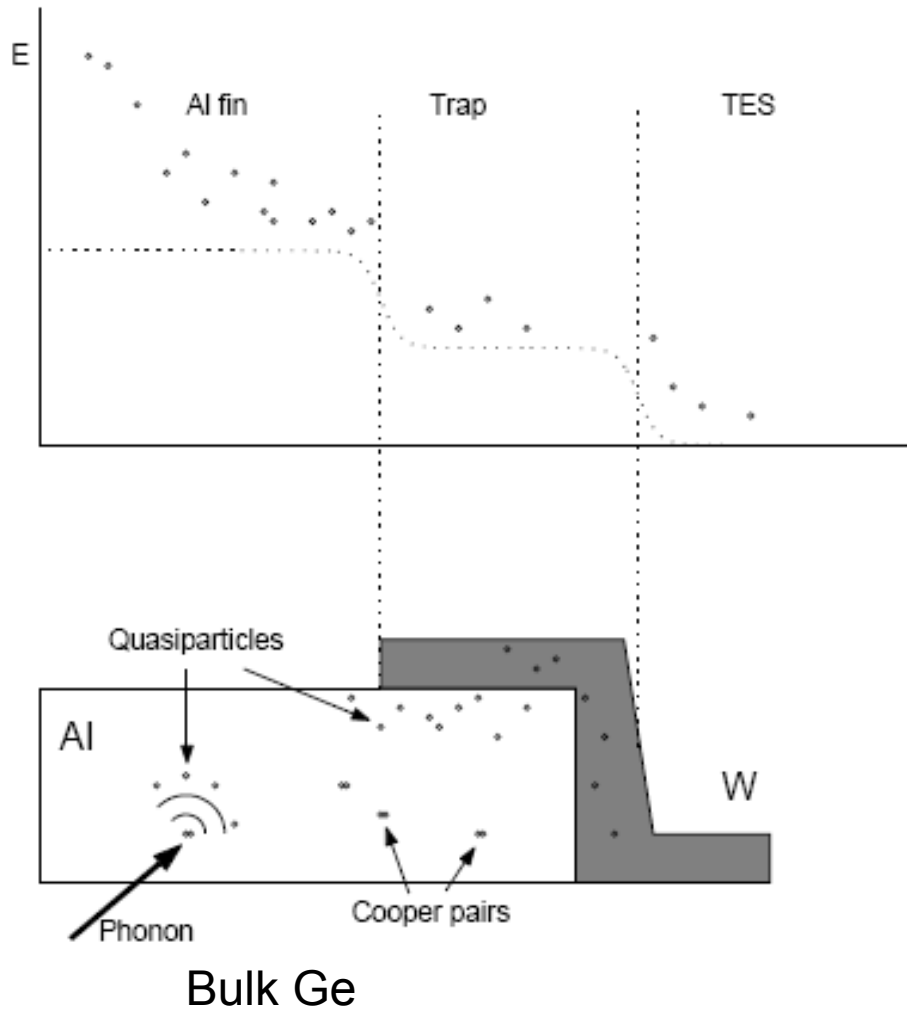 E
Al fin Trap TES
Quasiparticles
Al
W
Cooper pairs
Phonon
Bulk Ge